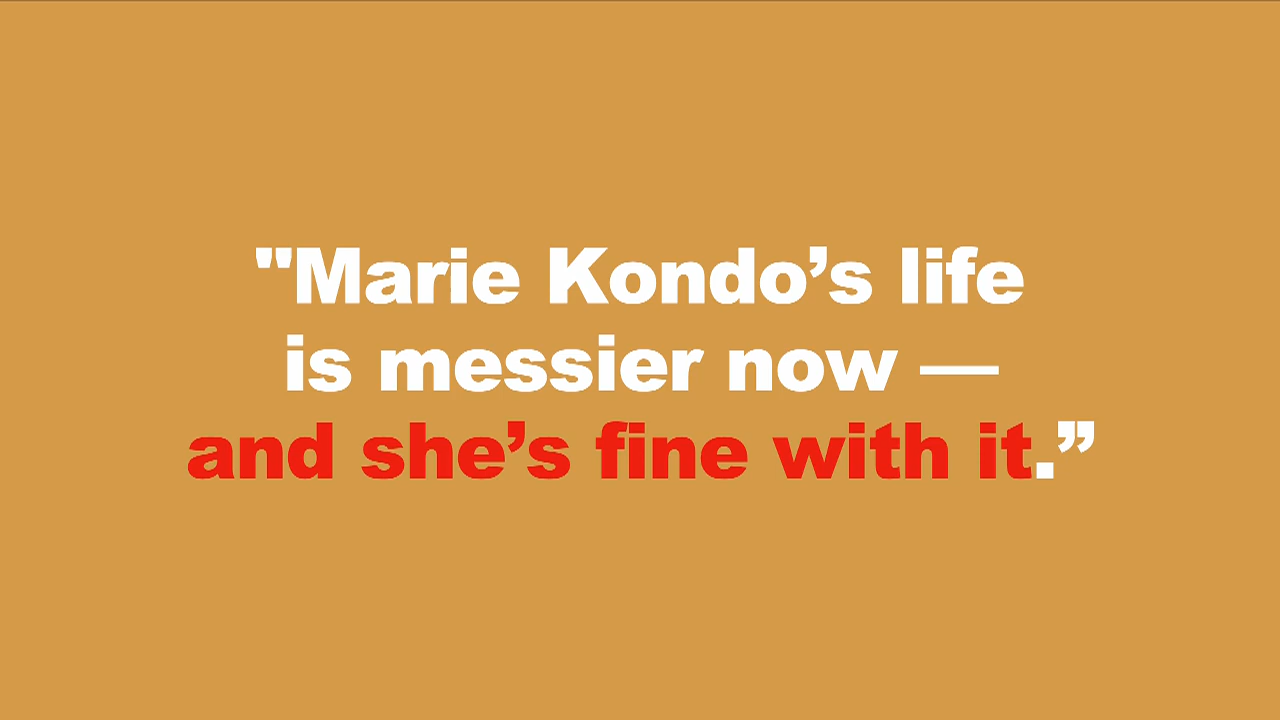 "Marie Kondo’s life
is messier now —
and she’s fine with it.”